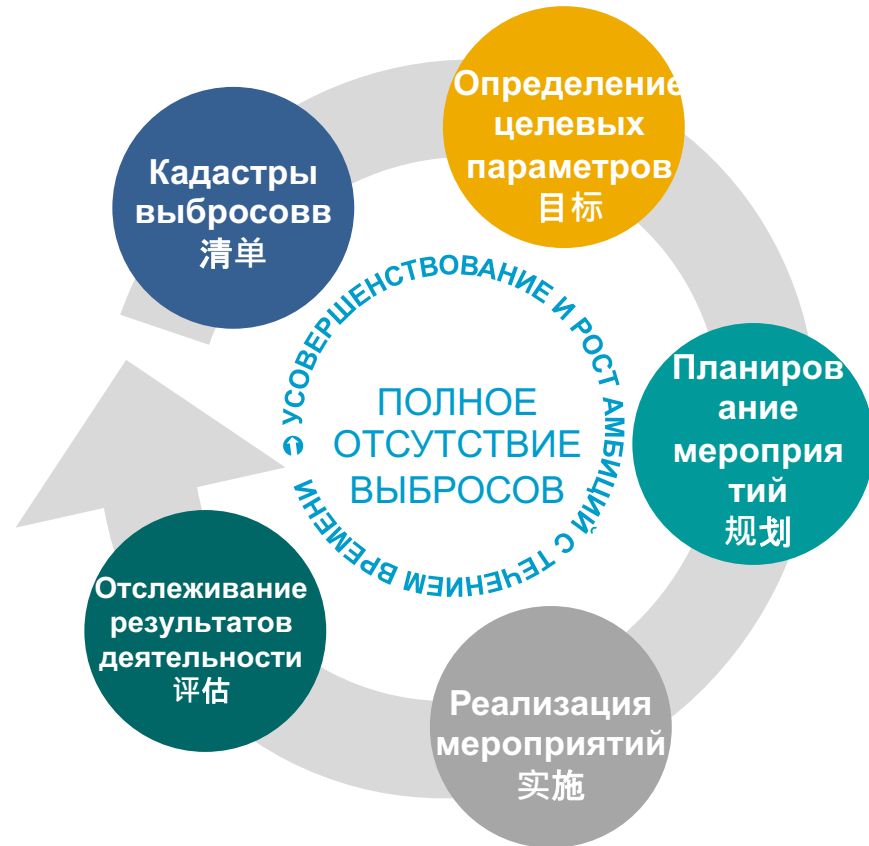 Кадастры
выбросовв
清单
Определение
целевых
параметров
目标
Планиров
ание
мероприя
тий
规划
Реализация
мероприятий
实施
Отслеживание
результатов
деятельности
评估
УСОВЕРШЕНСТВОВАНИЕ И РОСТ АМБИЦИЙ С ТЕЧЕНИЕМ ВРЕМЕНИ
ПОЛНОЕ
ОТСУТСТВИЕ
ВЫБРОСОВ